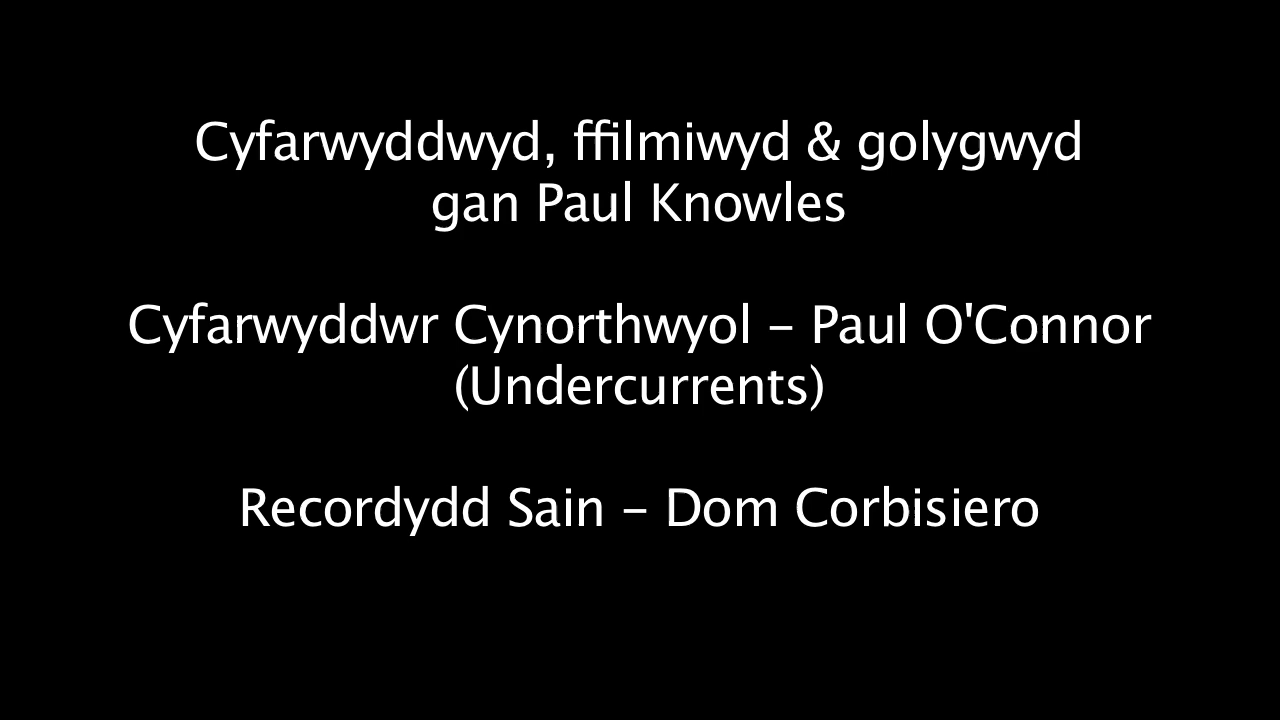 Cyfarwyddwyd, ffilmiwyd & golygwyd
gan Paul Knowles
Cyfarwyddwr Cynorthwyol – Paul O'Connor
(Undercurrents)
Recordydd Sain – Dom Corbisiero